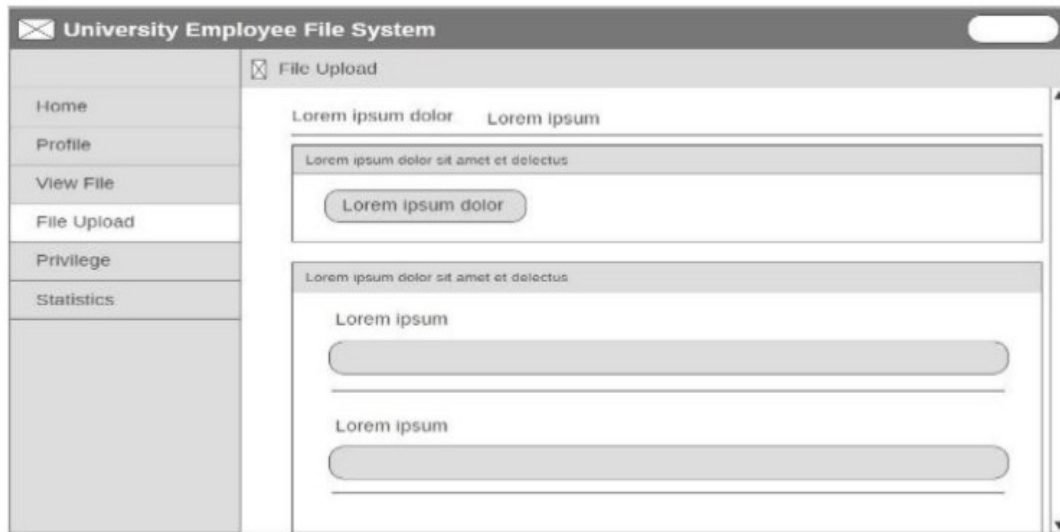 University Employee File System
File Upload
Home
Profile
View File
File Upload
Privilege
Statistics
Lorem ipsum dolor Lorem ipsum
Lorem ipsum dolor sit amet et delectus
Lorem ipsum dolor
Lorem ipsum dolor sit amet et delectus
Lorem ipsum
Lorem ipsum